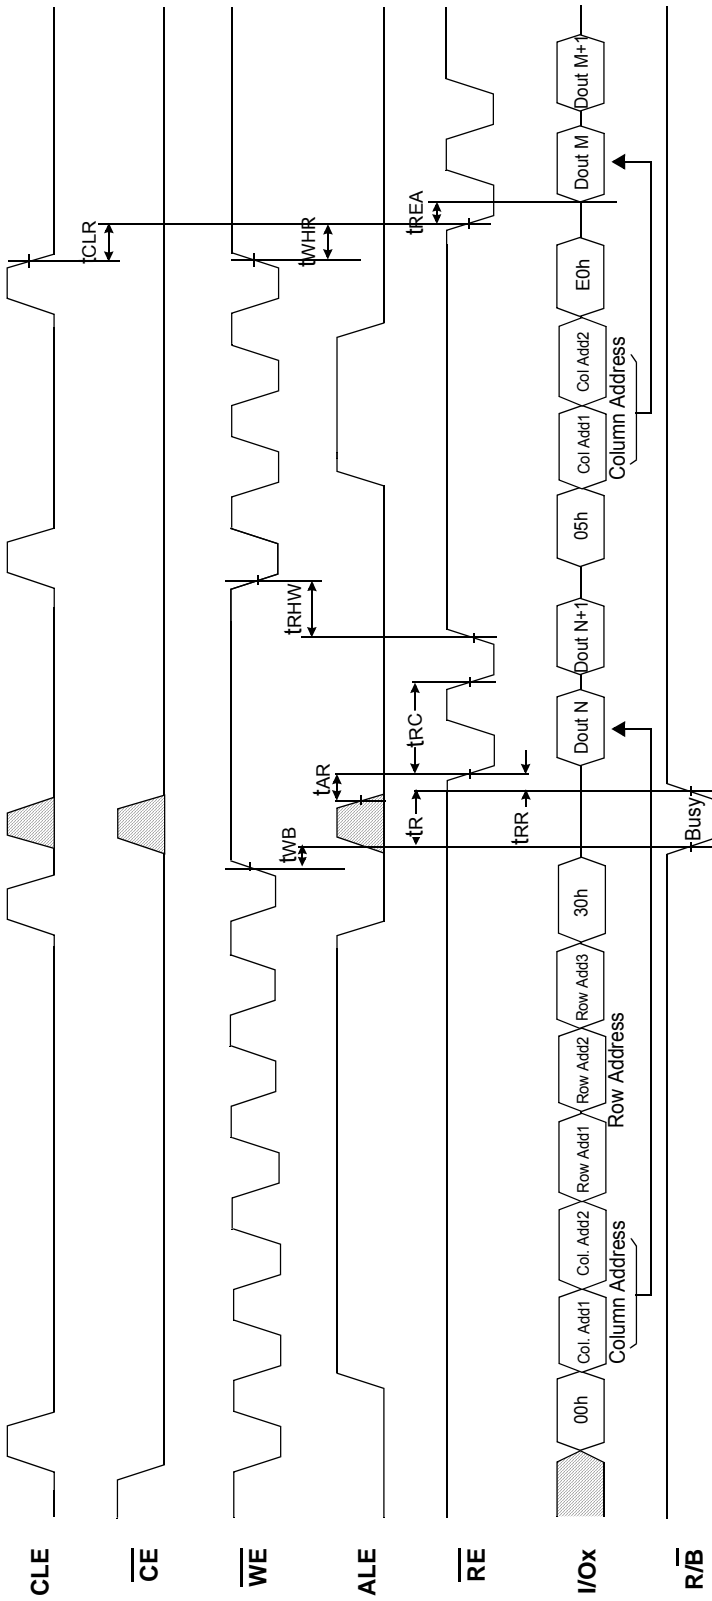 CLE
CE
WE
ALE
RE
I/Ox
R/B
tCLR
tWB
tRHW
tWHR
tAR
tRC
tR
tRR
tREA
00h
Col. Add1
Col. Add2
Row Add1
Row Add2
Row Add3
30h
Dout N
Dout N+1
05h
Col Add1
Col Add2
E0h
Dout M
Dout M+1
Column Address
Row Address
Column Address
Busy